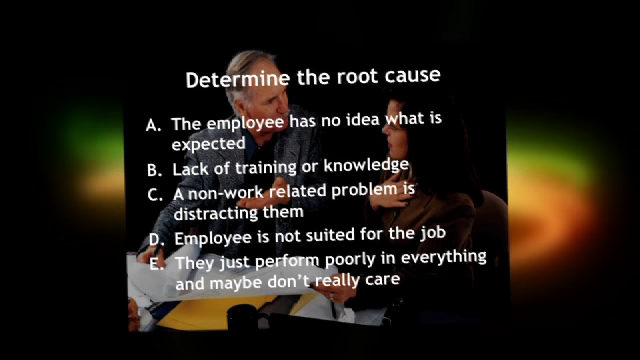 Determine the root cause
A. The employee has no idea what is
expected
B. Lack of training or knowledge
C. A non-work related problem is
distracting them
D. Employee is not suited for the job
E. They just perform poorly in everything
and maybe don't really care